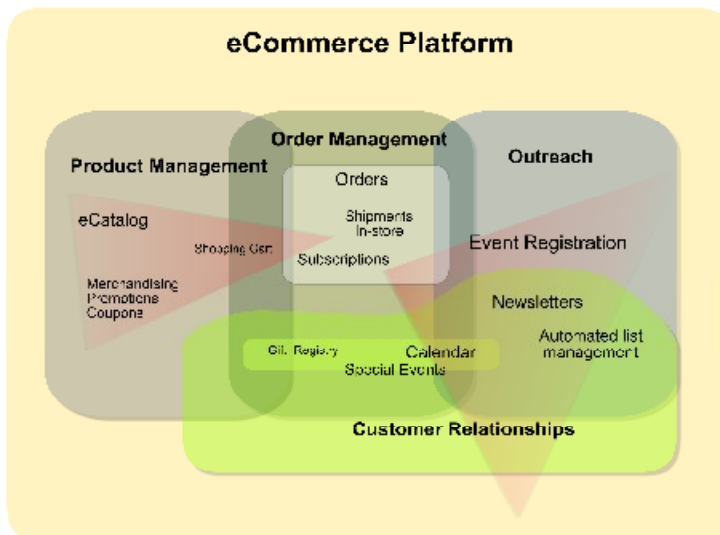 eCommerce Platform
Product Management
Order Management
Outreach
Orders
eCatalog
Shipments
In-store
Shopping Cart
Subscriptions
Event Registration
Merchandising
Promotions
Coupons
Newsletters
Automated list
management
Gift Registry
Calendar
Special Events
Customer Relationships